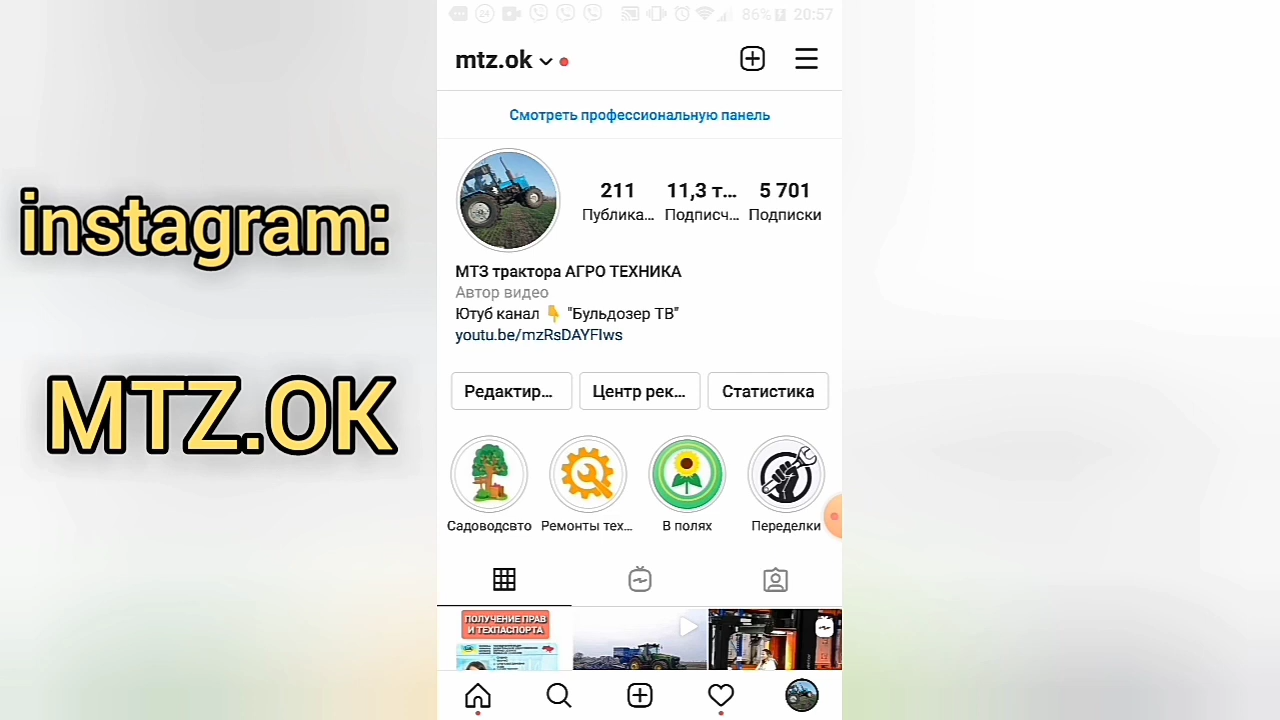 instagram:
MTZ.OK
24 86% 20:57
mtz.ok
Смотреть профессиональную панель
211 11,3 т... 5 701
Публика... Подписч... Подписки
МТЗ трактора АГРО ТЕХНИКА
Автор видео
Ютуб канал 👇 "Бульдозер ТВ"
youtu.be/mzRsDAYFIws
Редактир... Центр рек... Статистика
Садоводсвто Ремонты тех... В полях Переделки
ПОЛУЧЕНИЕ ПРАВ
И ТЕХПАСПОРТА